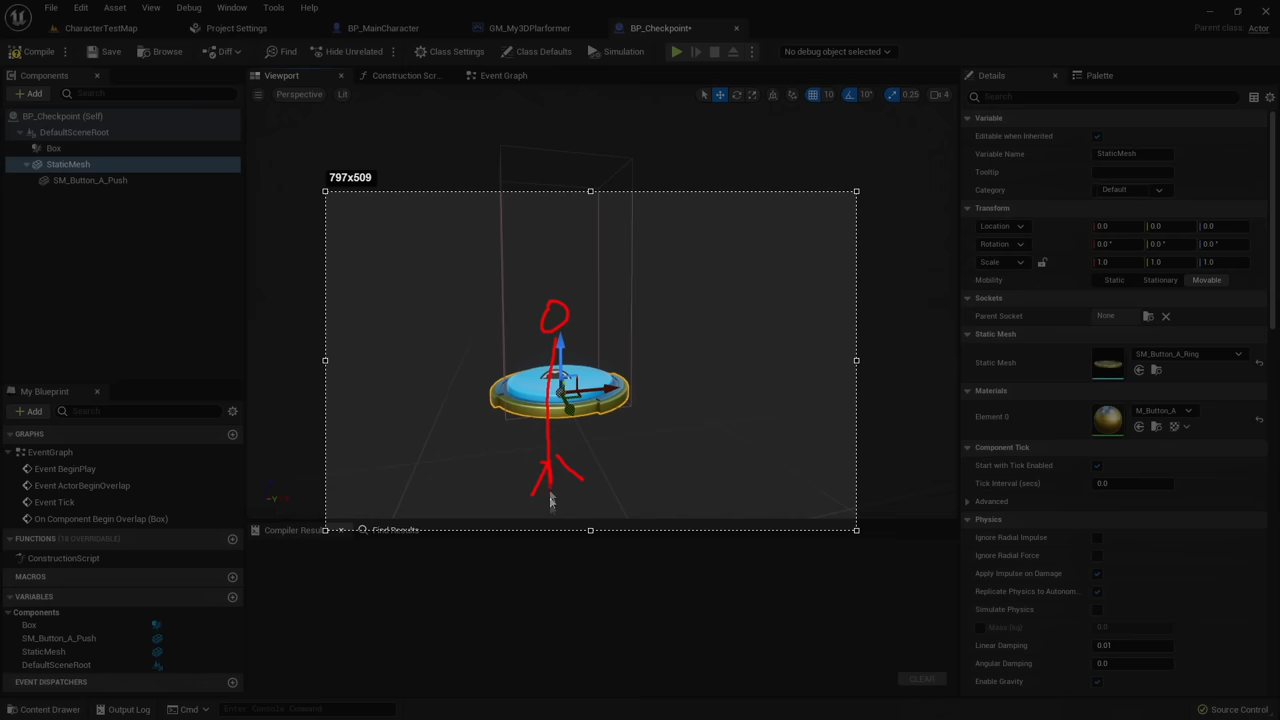 File Edit Asset View Debug Window Tools Help
CharacterTestMap Project Settings BP_MainCharacter GM_My3DPlarformer BP_Checkpoint* Parent class: Actor
Compile Save Browse Diff Find Hide Unrelated Class Settings Class Defaults Simulation No debug object selected
Components Viewport Construction Scr... Event Graph Details Palette
Add Search Perspective Lit 10 10° 0.25 4 Search
BP_Checkpoint (Self)
DefaultSceneRoot
Box
StaticMesh
SM_Button_A_Push
797x509
My Blueprint
Add Search
GRAPHS
EventGraph
Event BeginPlay
Event ActorBeginOverlap
Event Tick
On Component Begin Overlap (Box)
FUNCTIONS (18 OVERRIDABLE)
ConstructionScript
MACROS
VARIABLES
Components
Box
SM_Button_A_Push
StaticMesh
DefaultSceneRoot
EVENT DISPATCHERS
Compiler Resul Find Results
CLEAR
Variable
Editable when Inherited
Variable Name StaticMesh
Tooltip
Category Default
Transform
Location 0.0 0.0 0.0
Rotation 0.0 ° 0.0 ° 0.0 °
Scale 1.0 1.0 1.0
Mobility Static Stationary Movable
Sockets
Parent Socket None
Static Mesh
Static Mesh SM_Button_A_Ring
Materials
Element 0 M_Button_A
Component Tick
Start with Tick Enabled
Tick Interval (secs) 0.0
Advanced
Physics
Ignore Radial Impulse
Ignore Radial Force
Apply Impulse on Damage
Replicate Physics to Autonom...
Simulate Physics
Mass (kg) 0.0
Linear Damping 0.01
Angular Damping 0.0
Enable Gravity
Content Drawer Output Log Cmd Enter Console Command Source Control